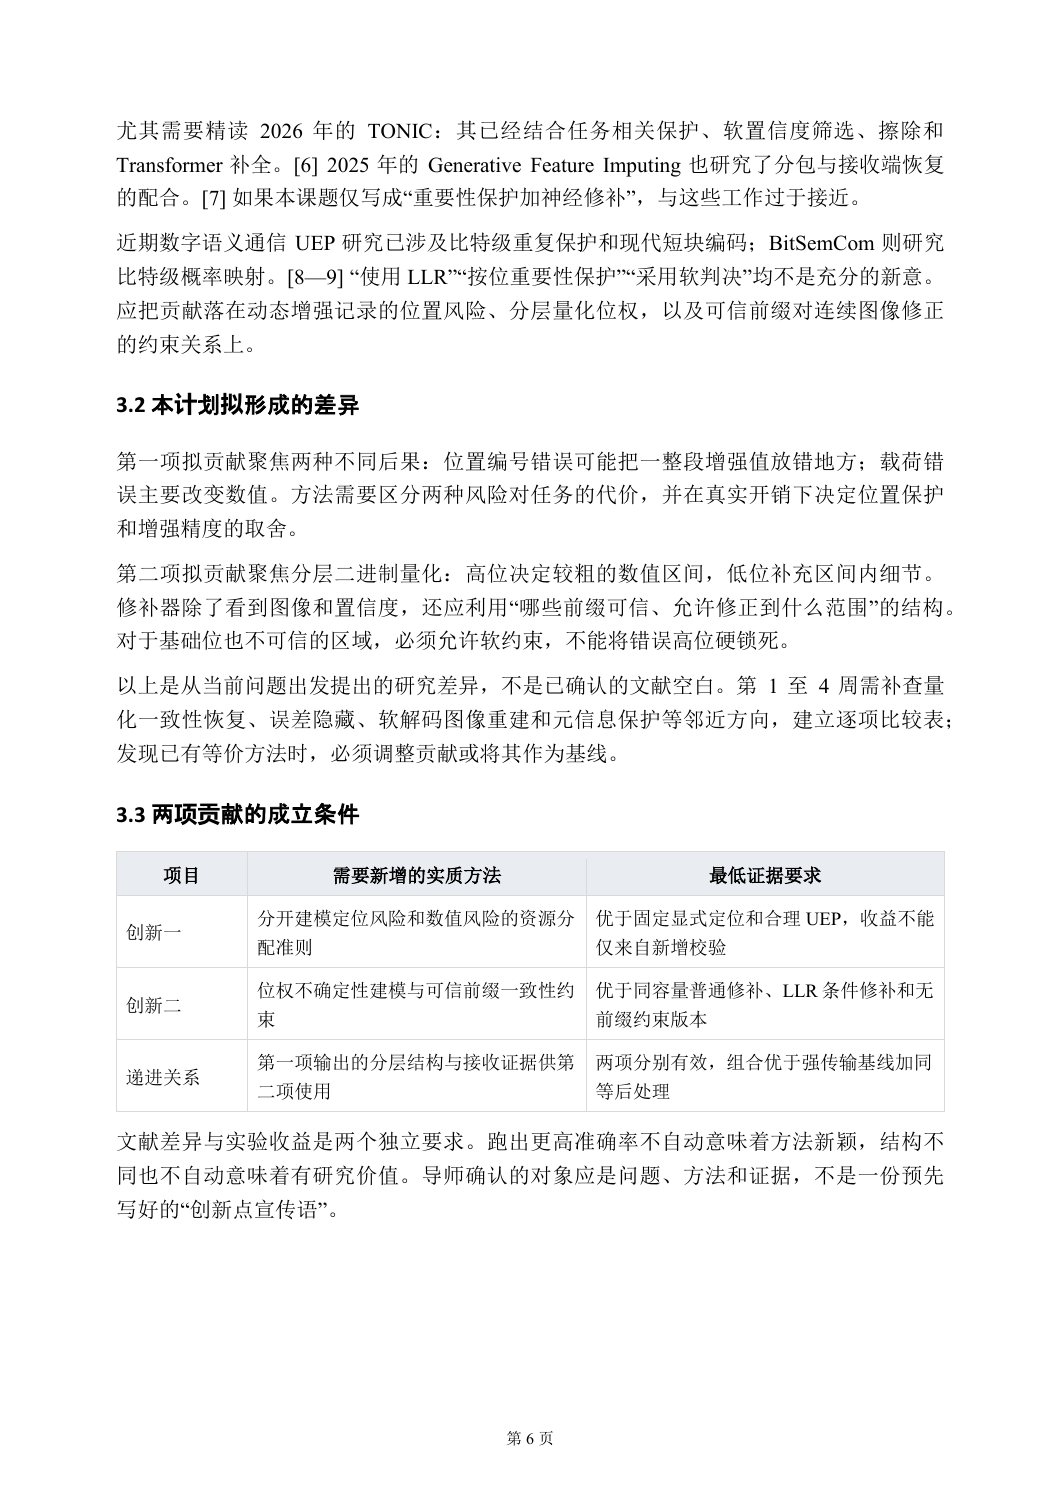 尤其需要精读 2026 年的 TONIC：其已经结合任务相关保护、软置信度筛选、擦除和
Transformer 补全。[6] 2025 年的 Generative Feature Imputing 也研究了分包与接收端恢复
的配合。[7] 如果本课题仅写成“重要性保护加神经修补”，与这些工作过于接近。
近期数字语义通信 UEP 研究已涉及比特级重复保护和现代短块编码；BitSemCom 则研究
比特级概率映射。[8—9] “使用 LLR”“按位重要性保护”“采用软判决”均不是充分的新意。
应把贡献落在动态增强记录的位置风险、分层量化位权，以及可信前缀对连续图像修正
的约束关系上。
3.2 本计划拟形成的差异
第一项拟贡献聚焦两种不同后果：位置编号错误可能把一整段增强值放错地方；载荷错
误主要改变数值。方法需要区分两种风险对任务的代价，并在真实开销下决定位置保护
和增强精度的取舍。
第二项拟贡献聚焦分层二进制量化：高位决定较粗的数值区间，低位补充区间内细节。
修补器除了看到图像和置信度，还应利用“哪些前缀可信、允许修正到什么范围”的结构。
对于基础位也不可信的区域，必须允许软约束，不能将错误高位硬锁死。
以上是从当前问题出发提出的研究差异，不是已确认的文献空白。第 1 至 4 周需补查量
化一致性恢复、误差隐藏、软解码图像重建和元信息保护等邻近方向，建立逐项比较表；
发现已有等价方法时，必须调整贡献或将其作为基线。
3.3 两项贡献的成立条件
项目 需要新增的实质方法 最低证据要求
创新一 分开建模定位风险和数值风险的资源分 优于固定显式定位和合理 UEP，收益不能
配准则 仅来自新增校验
创新二 位权不确定性建模与可信前缀一致性约 优于同容量普通修补、LLR 条件修补和无
束 前缀约束版本
递进关系 第一项输出的分层结构与接收证据供第 两项分别有效，组合优于强传输基线加同
二项使用 等后处理
文献差异与实验收益是两个独立要求。跑出更高准确率不自动意味着方法新颖，结构不
同也不自动意味着有研究价值。导师确认的对象应是问题、方法和证据，不是一份预先
写好的“创新点宣传语”。
第 6 页